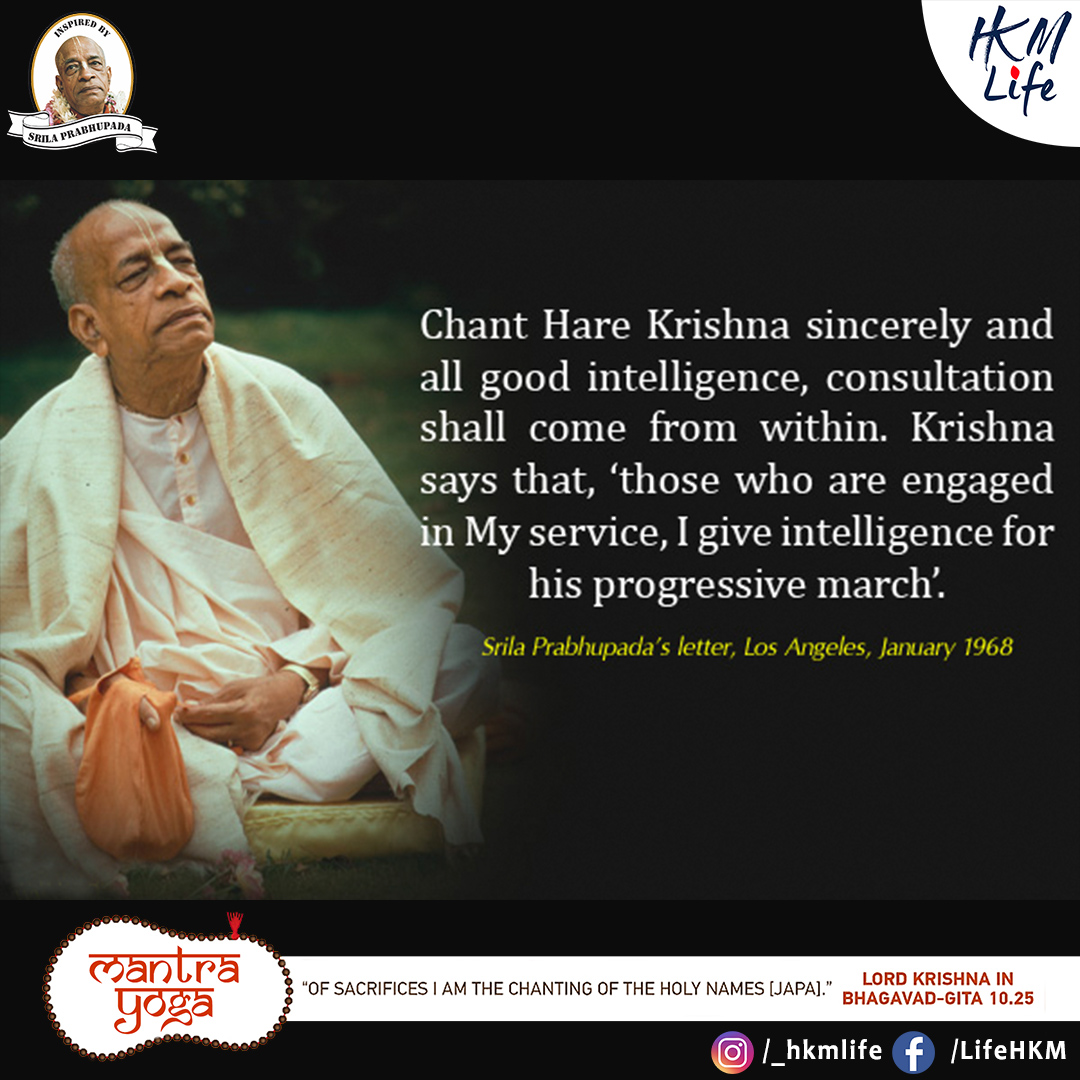 INSPIRED BY
SRILA PRABHUPADA
HKM
Life
Chant Hare Krishna sincerely and
all good intelligence, consultation
shall come from within. Krishna
says that, ‘those who are engaged
in My service, I give intelligence for
his progressive march’.
Srila Prabhupada’s letter, Los Angeles, January 1968
mantra
yoga
“OF SACRIFICES I AM THE CHANTING OF THE HOLY NAMES [JAPA].”
LORD KRISHNA IN
BHAGAVAD-GITA 10.25
/_hkmlife
/LifeHKM